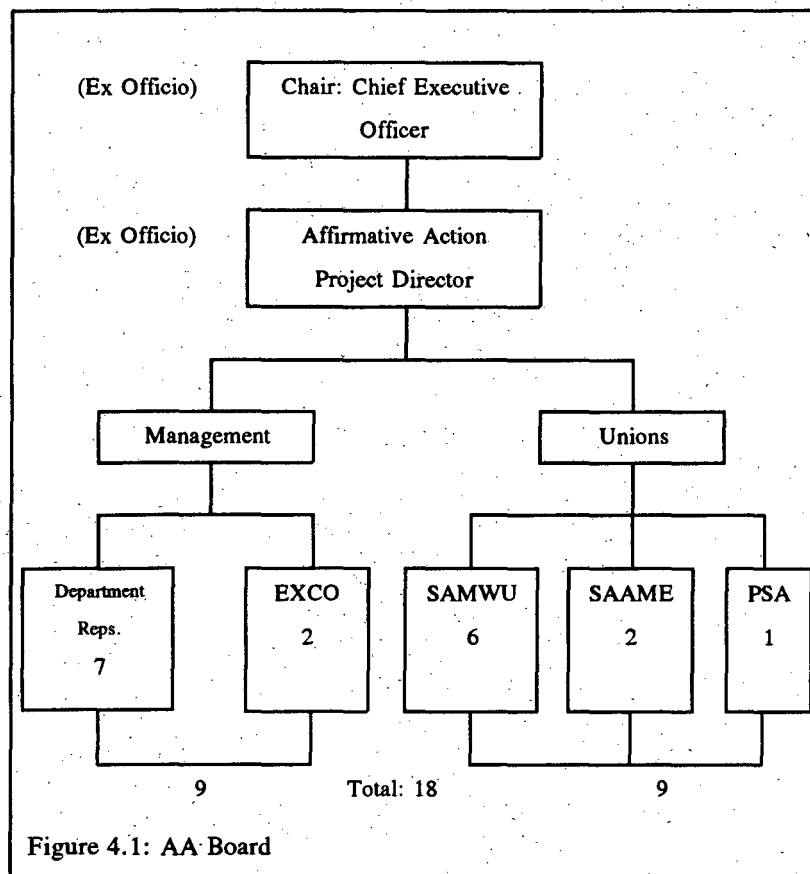 (Ex Officio)
Chair: Chief Executive
Officer
(Ex Officio)
Affirmative Action
Project Director
Management
Unions
Department
Reps.
7
EXCO
2
SAMWU
6
SAAME
2
PSA
1
9
Total: 18
9
Figure 4.1: AA Board